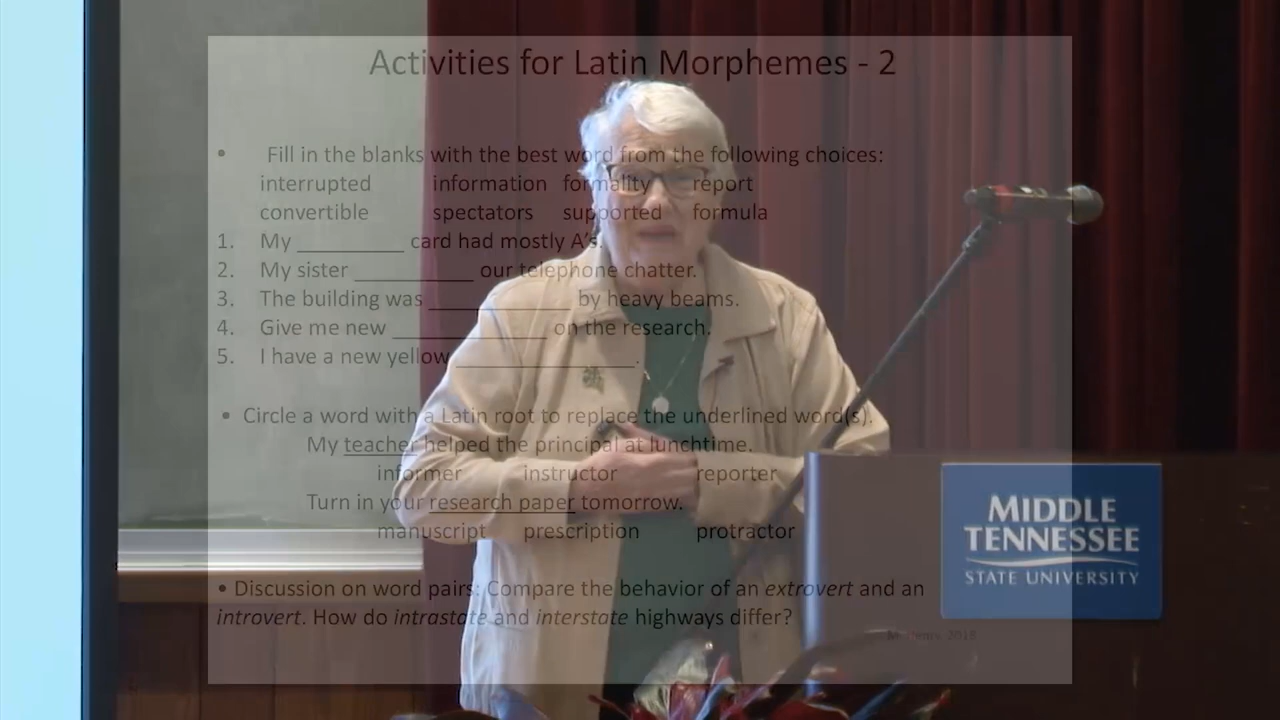 Activities for Latin Morphemes - 2
• Fill in the blanks with the best word from the following choices:
interrupted information formality report
convertible spectators supported formula
1. My _________ card had mostly A's.
2. My sister __________ our telephone chatter.
3. The building was ____________ by heavy beams.
4. Give me new _____________ on the research.
5. I have a new yellow _______________.
• Circle a word with a Latin root to replace the underlined word(s).
My teacher helped the principal at lunchtime.
informer instructor reporter
Turn in your research paper tomorrow.
manuscript prescription protractor
• Discussion on word pairs: Compare the behavior of an extrovert and an
introvert. How do intrastate and interstate highways differ?
2018
MIDDLE
TENNESSEE
STATE UNIVERSITY